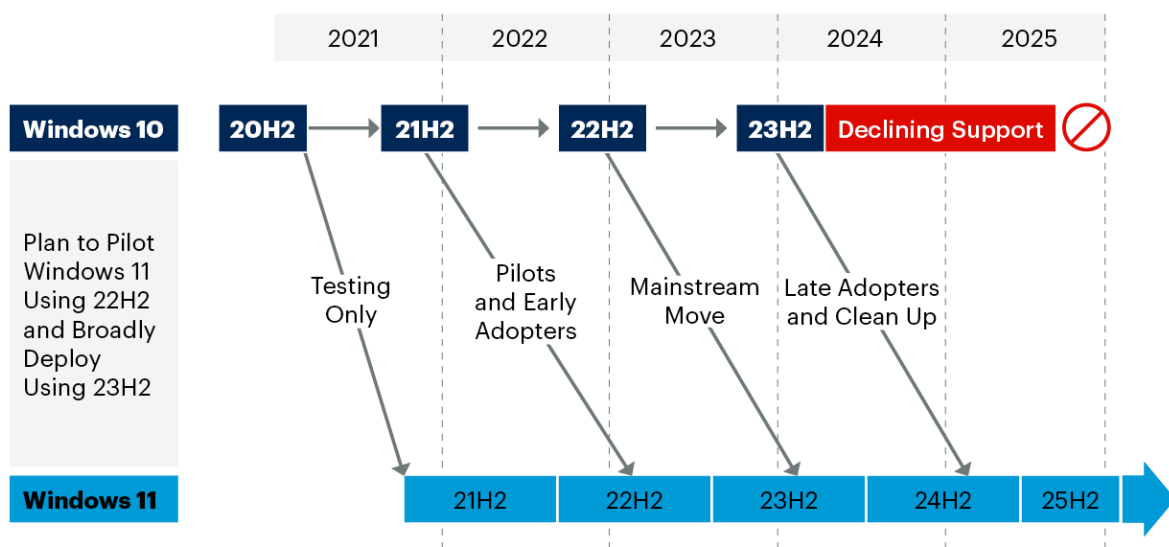 2021
2022
2023
2024
2025
Windows 10
20H2
21H2
22H2
23H2
Declining Support
Plan to Pilot
Windows 11
Using 22H2
and Broadly
Deploy
Using 23H2
Testing
Only
Pilots
and Early
Adopters
Mainstream
Move
Late Adopters
and Clean Up
Windows 11
21H2
22H2
23H2
24H2
25H2